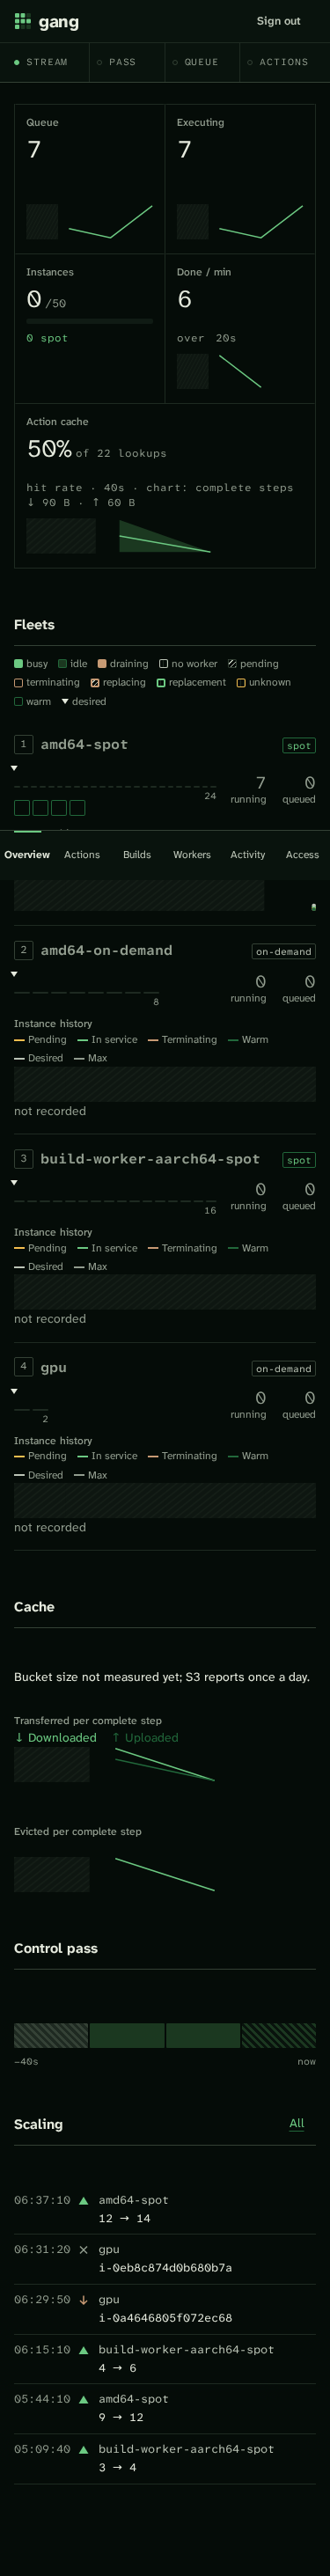 gang
Sign out
STREAM
PASS
QUEUE
ACTIONS
Queue
7
Executing
7
Instances
0 /50
0 spot
Done / min
6
over 20s
Action cache
50% of 22 lookups
hit rate · 40s · chart: complete steps
↓ 90 B · ↑ 60 B
Fleets
busy idle draining no worker pending
terminating replacing replacement unknown
warm desired
1 amd64-spot spot
7 0
24 running queued
Overview Actions Builds Workers Activity Access
2 amd64-on-demand on-demand
0 0
8 running queued
Instance history
Pending In service Terminating Warm
Desired Max
not recorded
3 build-worker-aarch64-spot spot
0 0
16 running queued
Instance history
Pending In service Terminating Warm
Desired Max
not recorded
4 gpu on-demand
0 0
2 running queued
Instance history
Pending In service Terminating Warm
Desired Max
not recorded
Cache
Bucket size not measured yet; S3 reports once a day.
Transferred per complete step
↓ Downloaded ↑ Uploaded
Evicted per complete step
Control pass
−40s now
Scaling All
06:37:10 ▲ amd64-spot
12 → 14
06:31:20 × gpu
i-0eb8c874d0b680b7a
06:29:50 ↓ gpu
i-0a4646805f072ec68
06:15:10 ▲ build-worker-aarch64-spot
4 → 6
05:44:10 ▲ amd64-spot
9 → 12
05:09:40 ▲ build-worker-aarch64-spot
3 → 4